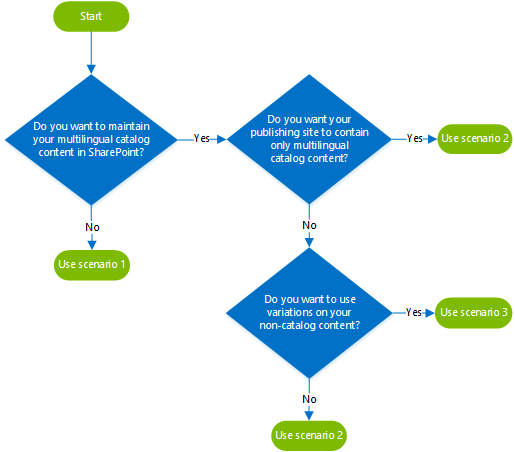 Start
Do you want to maintain
your multilingual catalog
content in SharePoint?
Yes
Do you want your
publishing site to contain
only multilingual
catalog content?
Yes
Use scenario 2
No
Use scenario 1
No
Do you want to use
variations on your
non-catalog content?
Yes
Use scenario 3
No
Use scenario 2